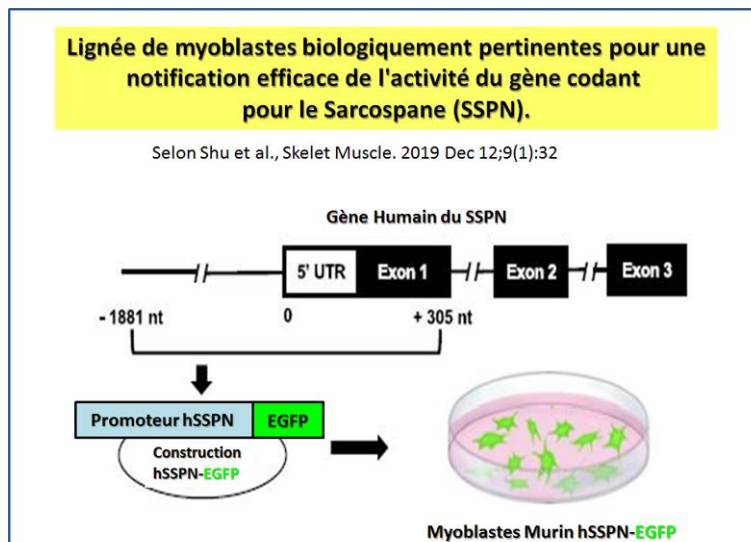 Lignée de myoblastes biologiquement pertinentes pour une
notification efficace de l'activité du gène codant
pour le Sarcospane (SSPN).
Selon Shu et al., Skelet Muscle. 2019 Dec 12;9(1):32
Gène Humain du SSPN
5' UTR Exon 1 Exon 2 Exon 3
- 1881 nt 0 + 305 nt
Promoteur hSSPN EGFP
Construction
hSSPN-EGFP
Myoblastes Murin hSSPN-EGFP